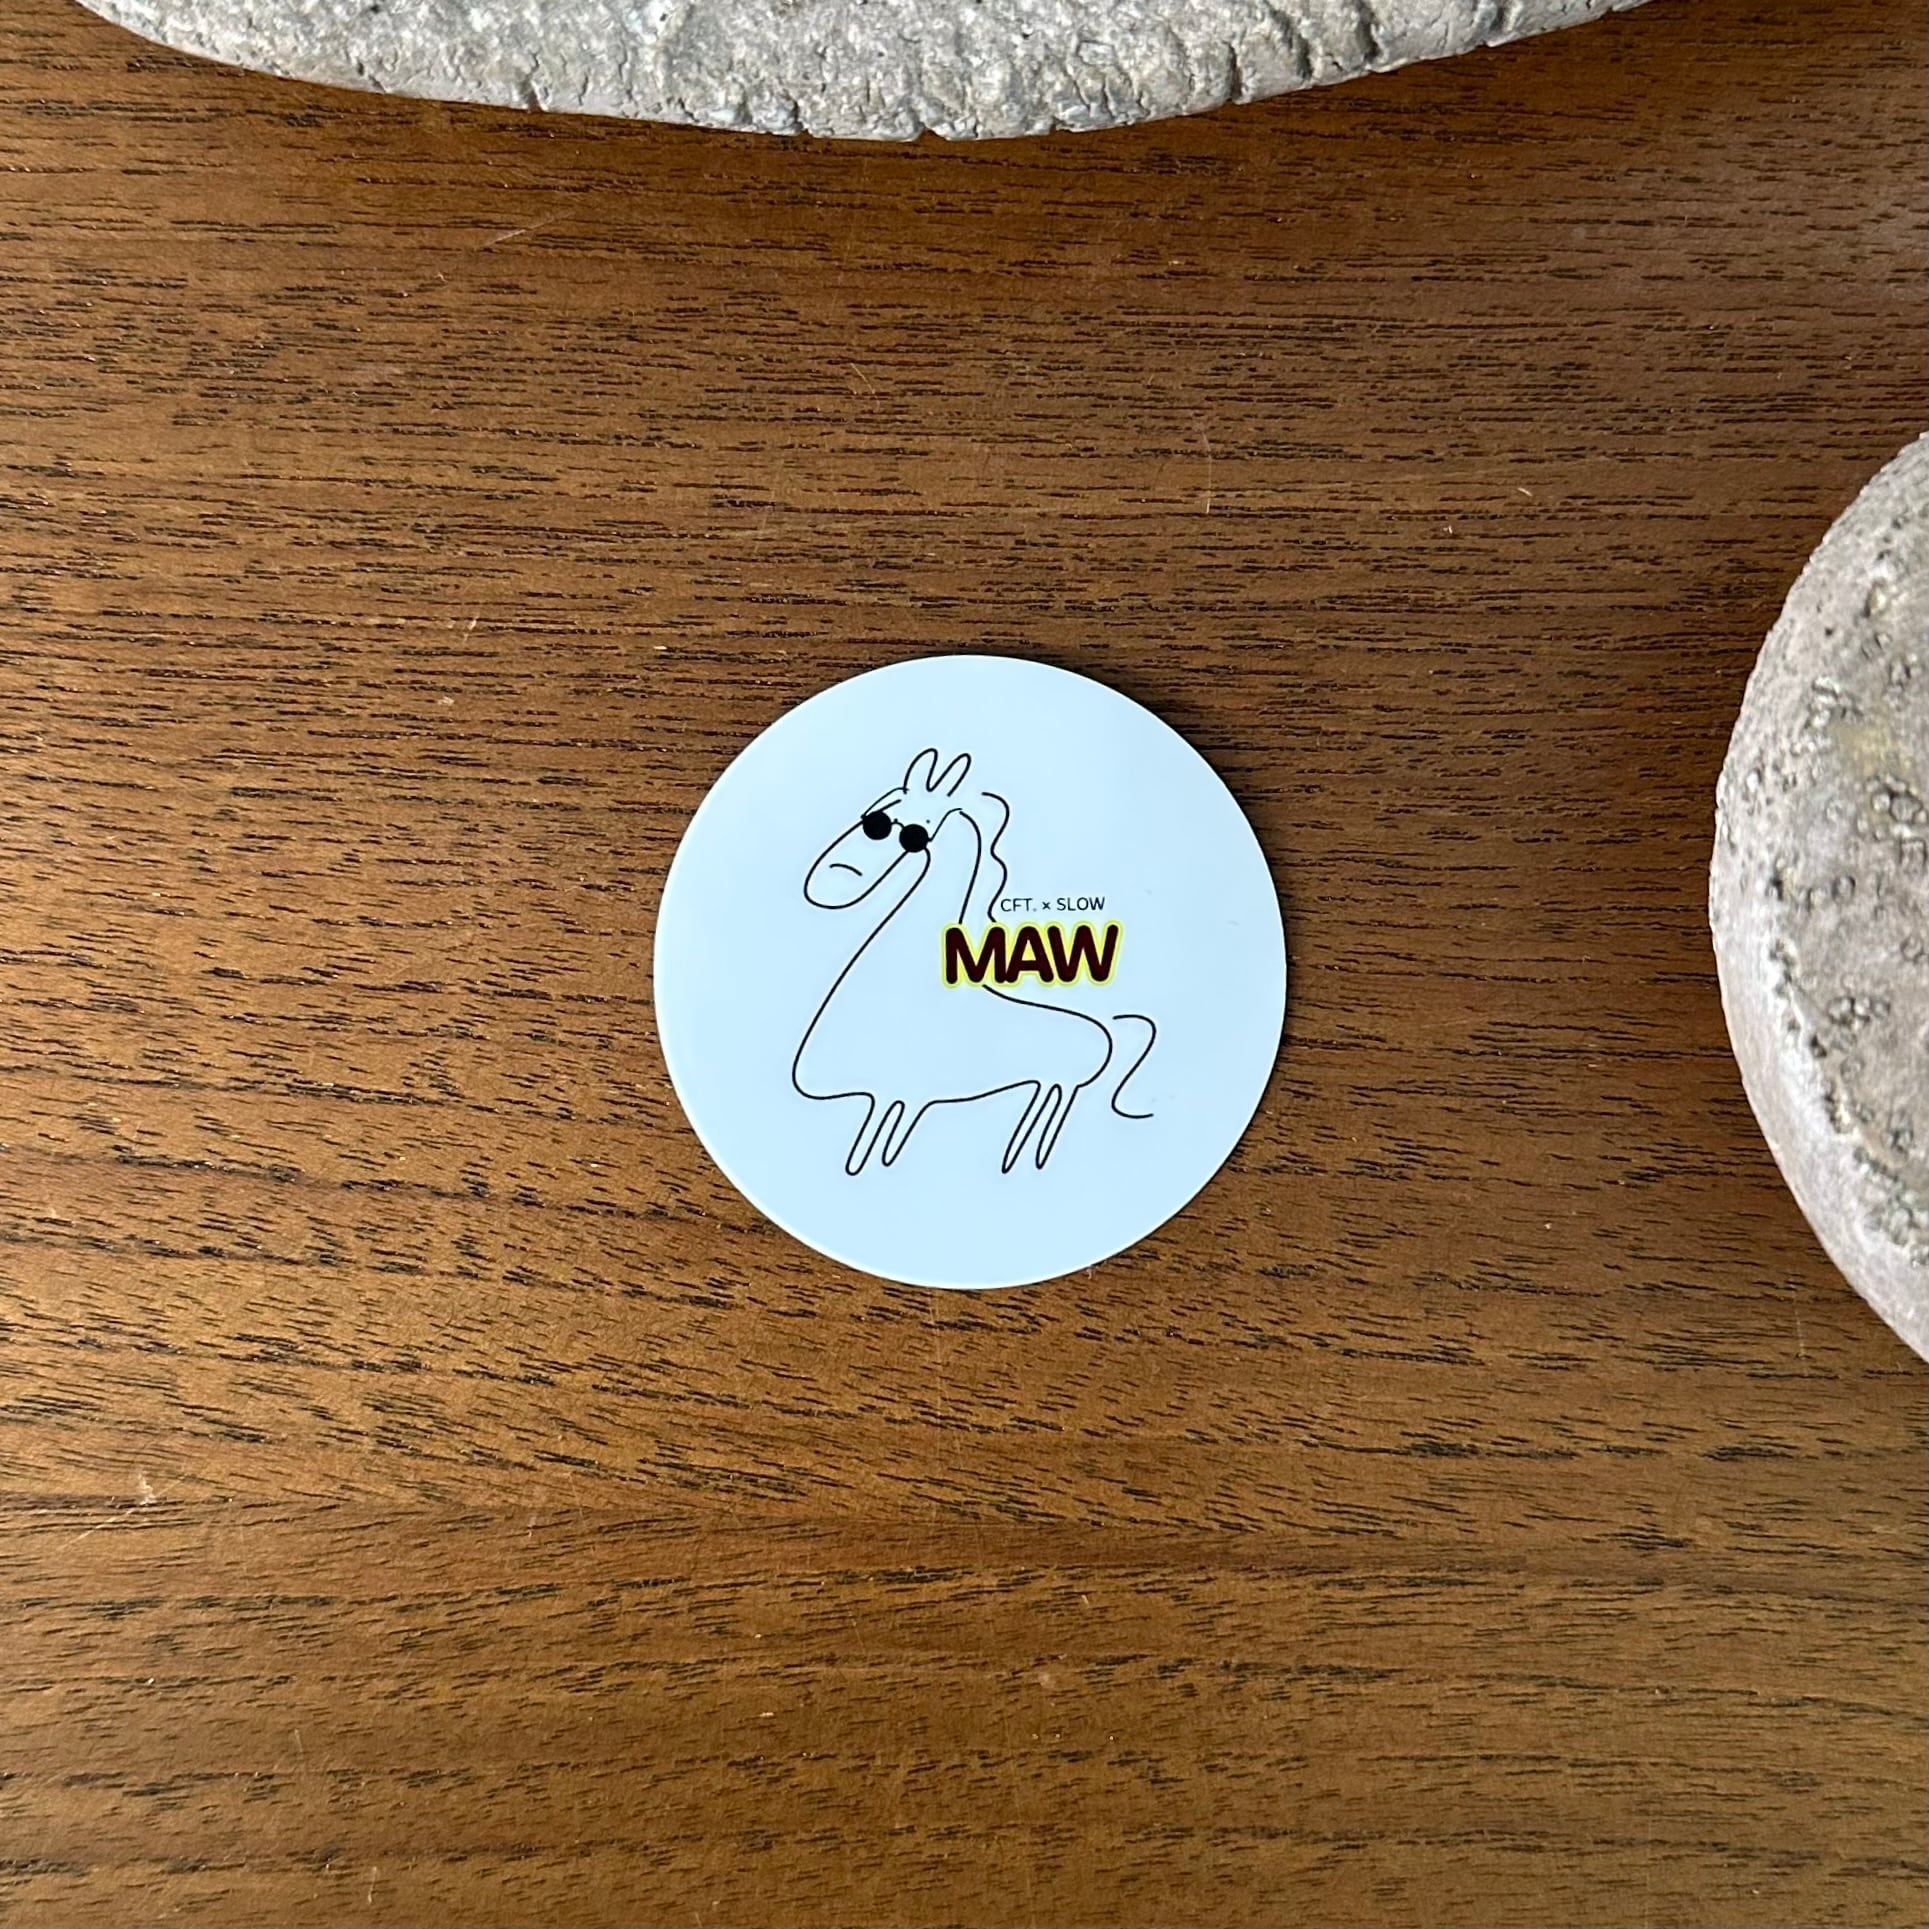 CFT. × SLOW
MAW